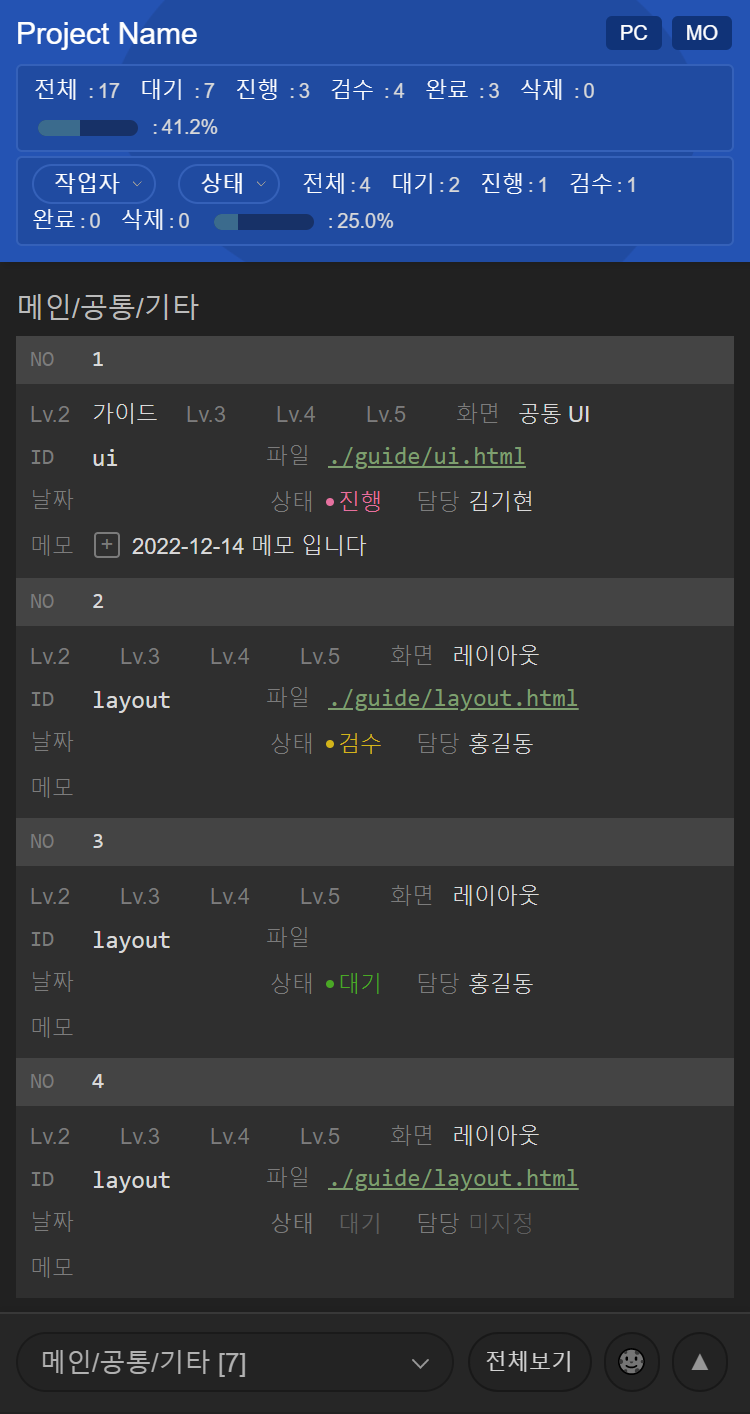 Project Name PC MO
전체 : 17 대기 : 7 진행 : 3 검수 : 4 완료 : 3 삭제 : 0
: 41.2%
작업자 상태 전체 : 4 대기 : 2 진행 : 1 검수 : 1
완료 : 0 삭제 : 0 : 25.0%
메인/공통/기타
NO 1
Lv.2 가이드 Lv.3 Lv.4 Lv.5 화면 공통 UI
ID ui 파일 ./guide/ui.html
날짜 상태 •진행 담당 김기현
메모 + 2022-12-14 메모 입니다
NO 2
Lv.2 Lv.3 Lv.4 Lv.5 화면 레이아웃
ID layout 파일 ./guide/layout.html
날짜 상태 •검수 담당 홍길동
메모
NO 3
Lv.2 Lv.3 Lv.4 Lv.5 화면 레이아웃
ID layout 파일
날짜 상태 •대기 담당 홍길동
메모
NO 4
Lv.2 Lv.3 Lv.4 Lv.5 화면 레이아웃
ID layout 파일 ./guide/layout.html
날짜 상태 대기 담당 미지정
메모
메인/공통/기타 [7] 전체보기 ▲